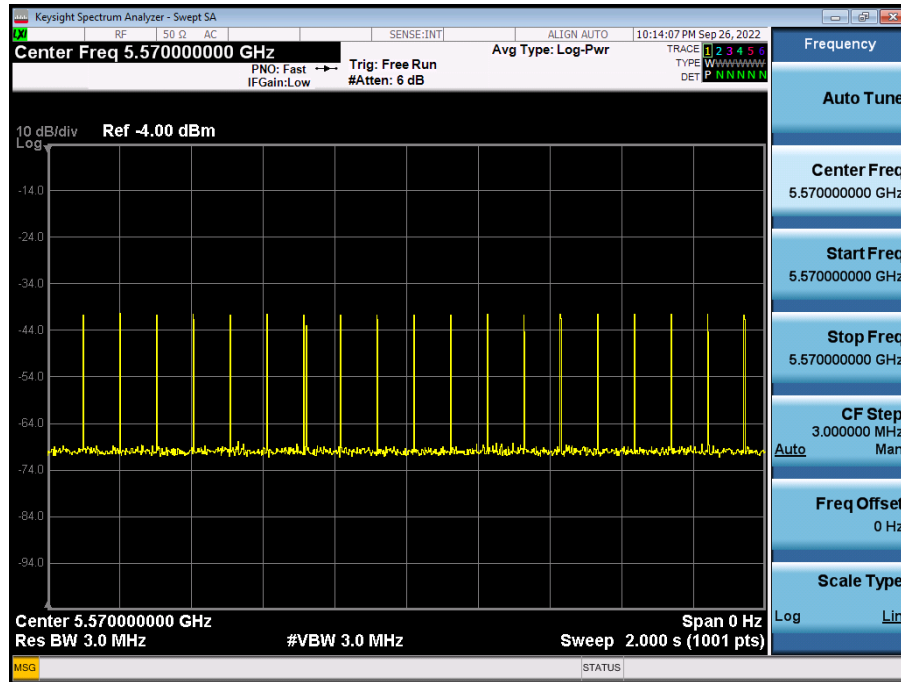 Keysight Spectrum Analyzer - Swept SA
LXI RF 50 Ω AC SENSE:INT ALIGN AUTO 10:14:07 PM Sep 26, 2022
Center Freq 5.570000000 GHz
PNO: Fast
IFGain:Low
Trig: Free Run
#Atten: 6 dB
Avg Type: Log-Pwr
TRACE 1 2 3 4 5 6
TYPE WWWWWW
DET P N N N N N
10 dB/div Ref -4.00 dBm
Log
-14.0
-24.0
-34.0
-44.0
-54.0
-64.0
-74.0
-84.0
-94.0
Center 5.570000000 GHz Span 0 Hz
Res BW 3.0 MHz #VBW 3.0 MHz Sweep 2.000 s (1001 pts)
MSG STATUS
Frequency
Auto Tune
Center Freq
5.570000000 GHz
Start Freq
5.570000000 GHz
Stop Freq
5.570000000 GHz
CF Step
3.000000 MHz
Auto Man
Freq Offset
0 Hz
Scale Type
Log Lin